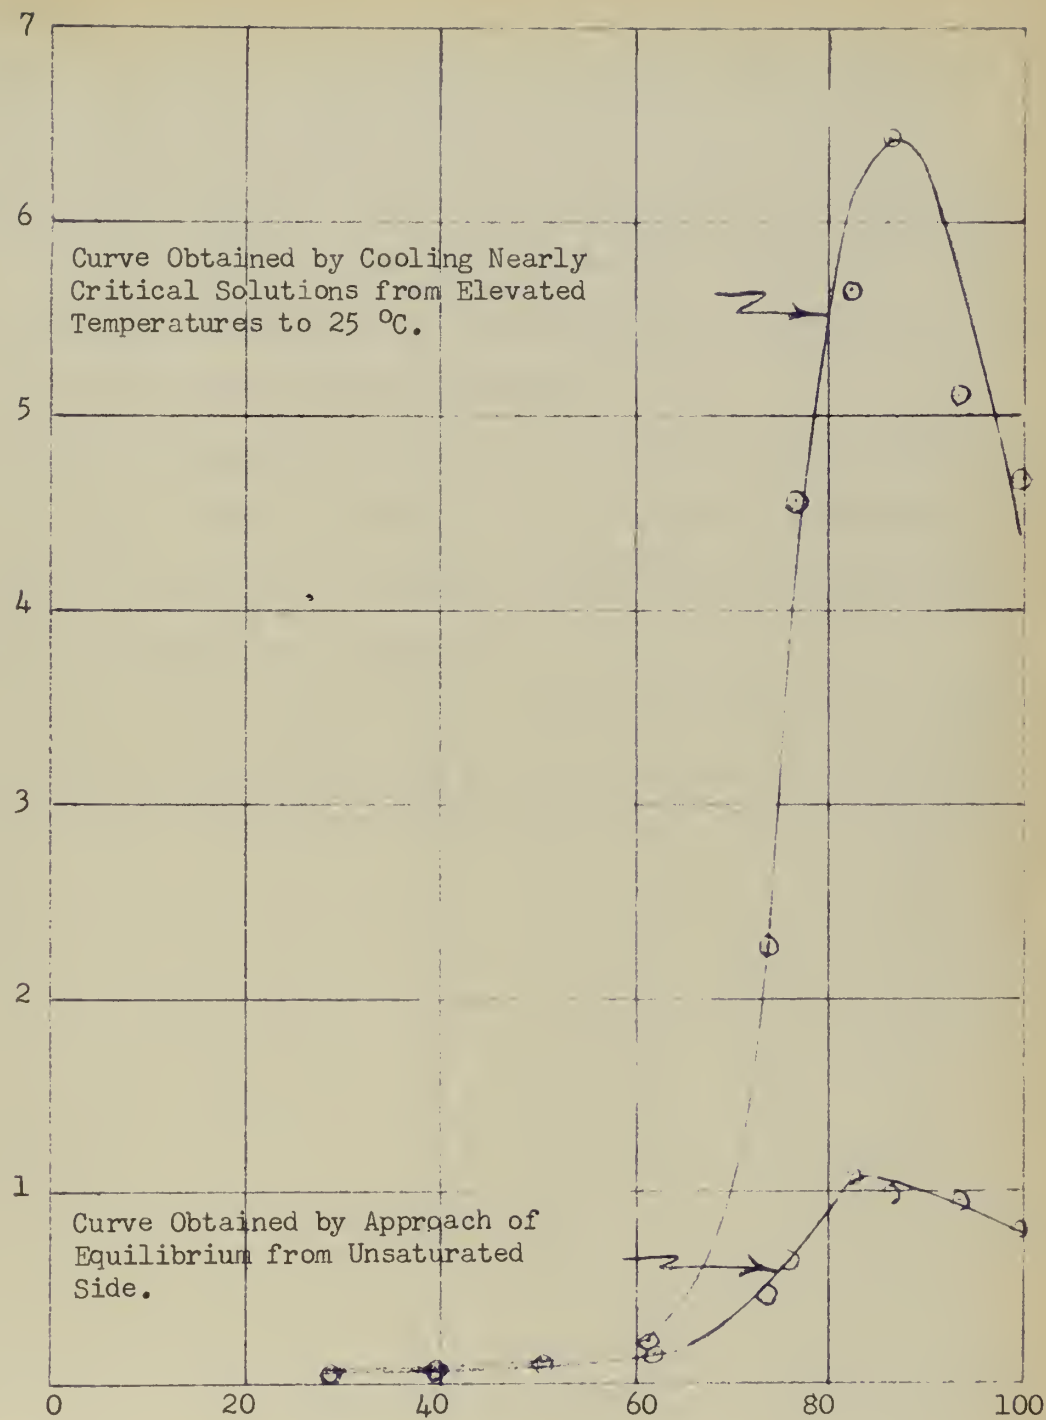 7
6
Curve Obtained by Cooling Nearly
Critical Solutions from Elevated
Temperatures to 25 °C.
5
4
3
2
1
Curve Obtained by Approach of
Equilibrium from Unsaturated
Side.
0 20 40 60 80 100